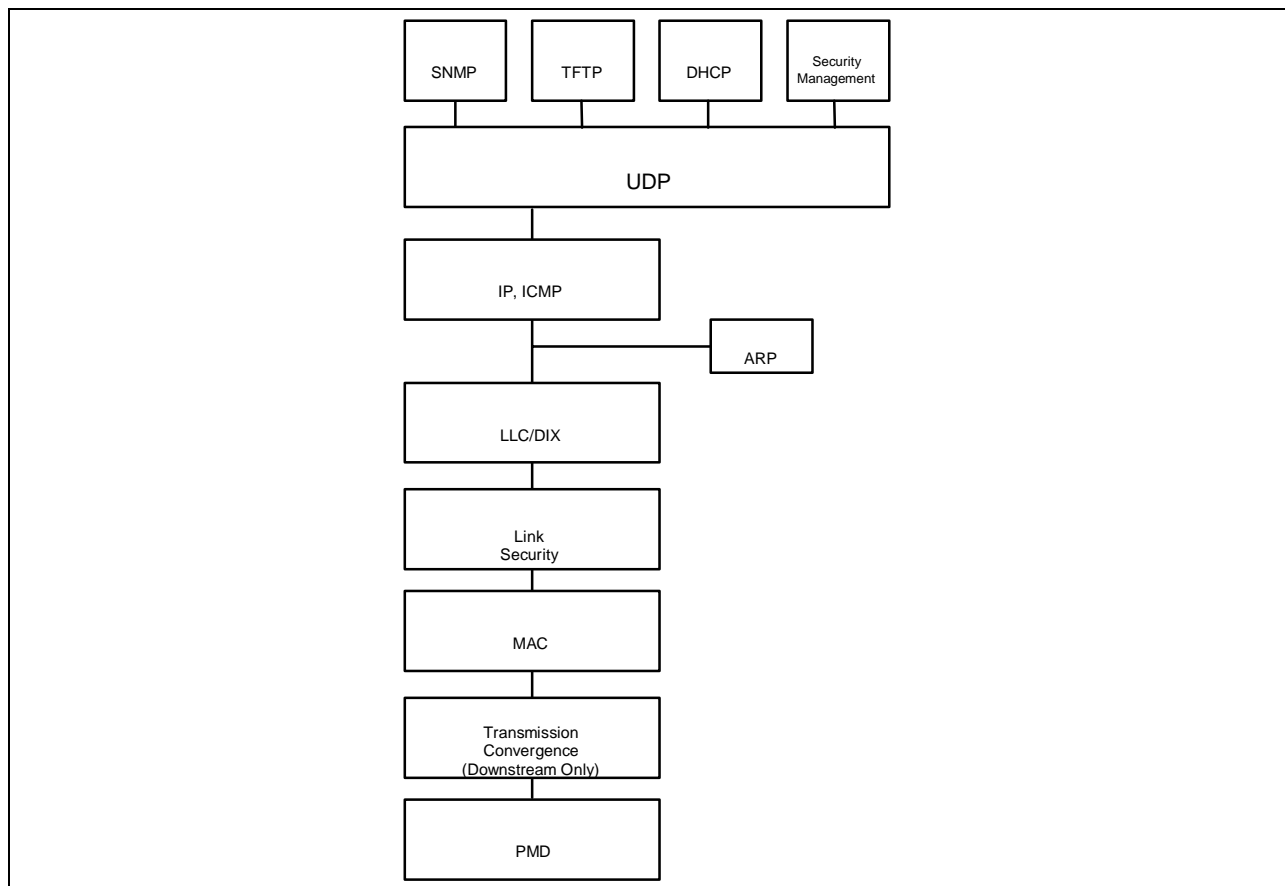 SNMP
TFTP
DHCP
Security
Management
UDP
IP, ICMP
ARP
LLC/DIX
Link
Security
MAC
Transmission
Convergence
(Downstream Only)
PMD